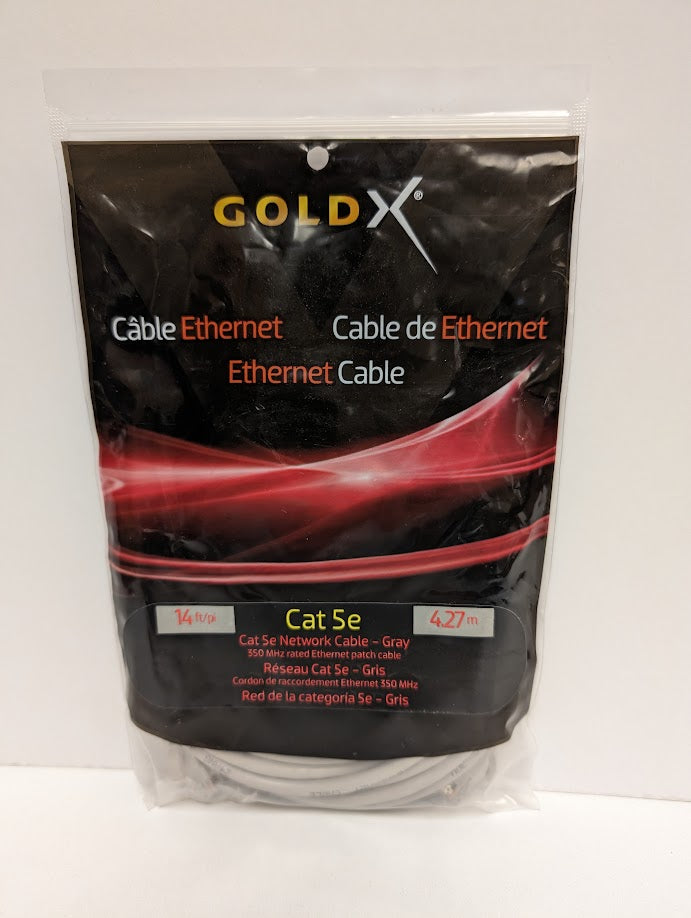 GOLDX®
Câble Ethernet
Cable de Ethernet
Ethernet Cable
14 ft/pi
Cat 5e
4.27 m
Cat 5e Network Cable – Gray
350 MHz rated Ethernet patch cable
Réseau Cat 5e – Gris
Cordon de raccordement Ethernet 350 MHz
Red de la categoría 5e – Gris